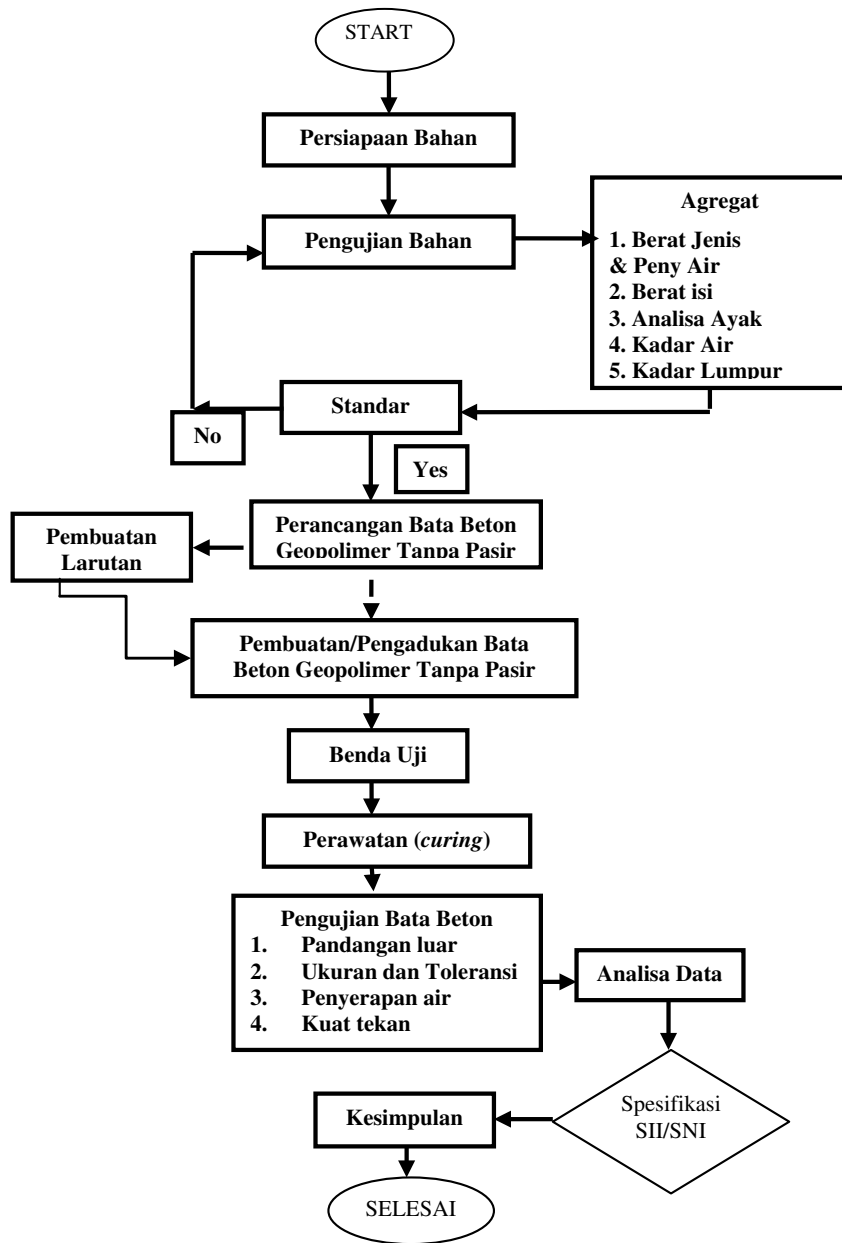 START
Persiapaan Bahan
Pengujian Bahan
Agregat
1. Berat Jenis
& Peny Air
2. Berat isi
3. Analisa Ayak
4. Kadar Air
5. Kadar Lumpur
Standar
No
Yes
Perancangan Bata Beton
Geopolimer Tanpa Pasir
Pembuatan
Larutan
Pembuatan/Pengadukan Bata
Beton Geopolimer Tanpa Pasir
Benda Uji
Perawatan (curing)
Pengujian Bata Beton
1. Pandangan luar
2. Ukuran dan Toleransi
3. Penyerapan air
4. Kuat tekan
Analisa Data
Spesifikasi
SII/SNI
Kesimpulan
SELESAI